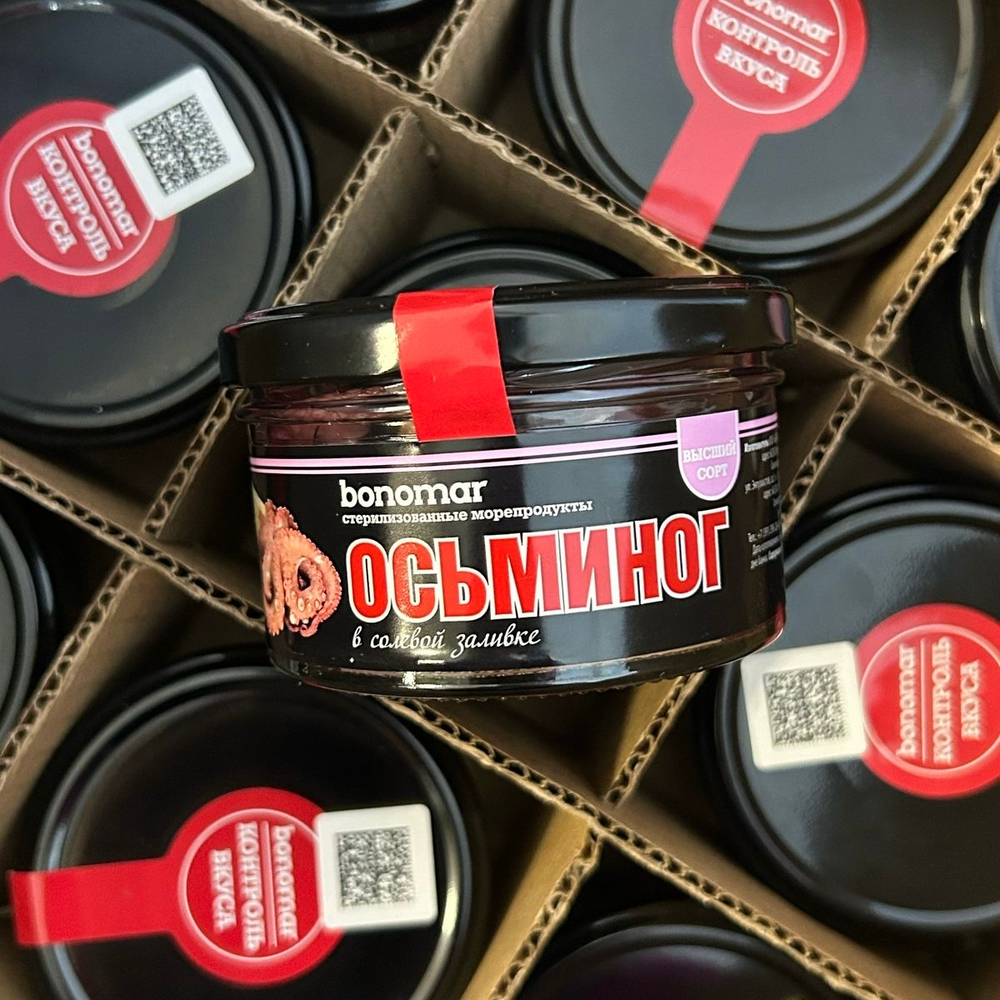 bonomar
КОНТРОЛЬ
ВКУСА
bonomar
КОНТРОЛЬ
ВКУСА
bonomar
стерилизованные морепродукты
ОСЬМИНОГ
в солевой заливке
ВЫСШИЙ
СОРТ
bonomar
КОНТРОЛЬ
ВКУСА
bonomar
КОНТРОЛЬ
ВКУСА